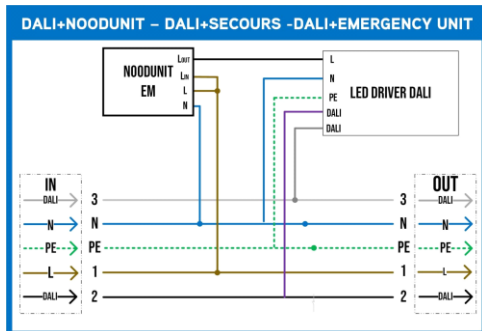 DALI+NOODUNIT – DALI+SECOURS -DALI+EMERGENCY UNIT
NOODUNIT
EM
LOUT
LIN
L
N
L
N
PE
DALI
DALI
LED DRIVER DALI
IN
OUT
DALI 3 3 DALI
N N N N
PE PE PE PE
L 1 1 L
DALI 2 2 DALI